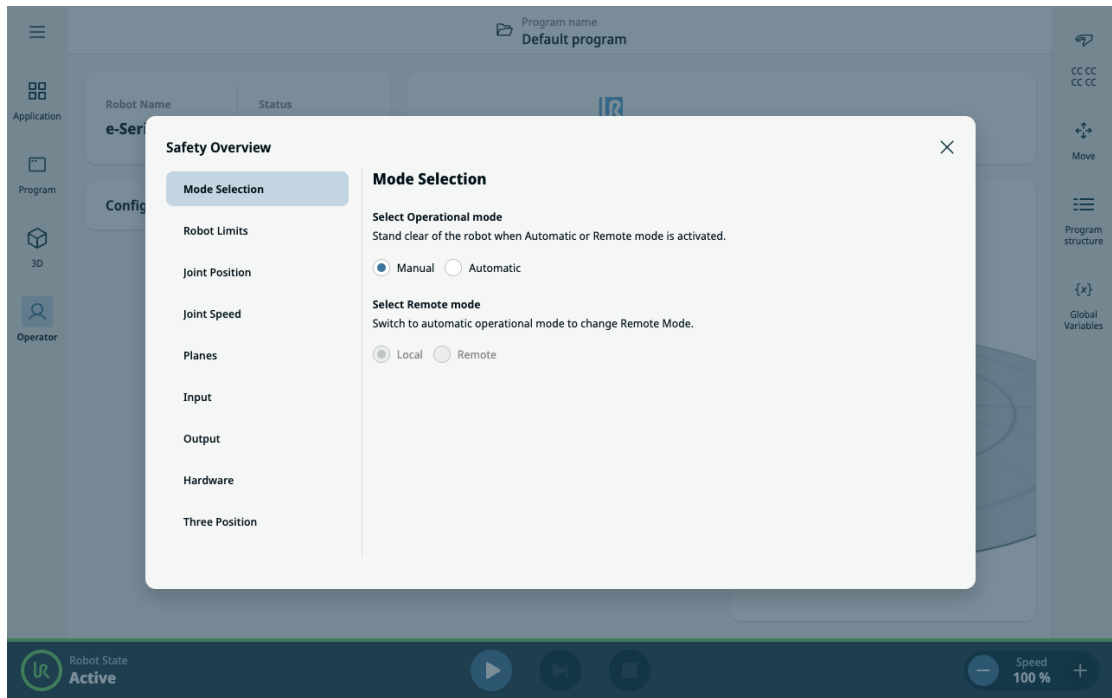 Program name
Default program
Application
Program
3D
Operator
Robot Name
Status
e-Seri
Config
Safety Overview
Mode Selection
Robot Limits
Joint Position
Joint Speed
Planes
Input
Output
Hardware
Three Position
Mode Selection
Select Operational mode
Stand clear of the robot when Automatic or Remote mode is activated.
Manual Automatic
Select Remote mode
Switch to automatic operational mode to change Remote Mode.
Local Remote
CC CC
CC CC
Move
Program
structure
{x}
Global
Variables
Robot State
Active
Speed
100 %